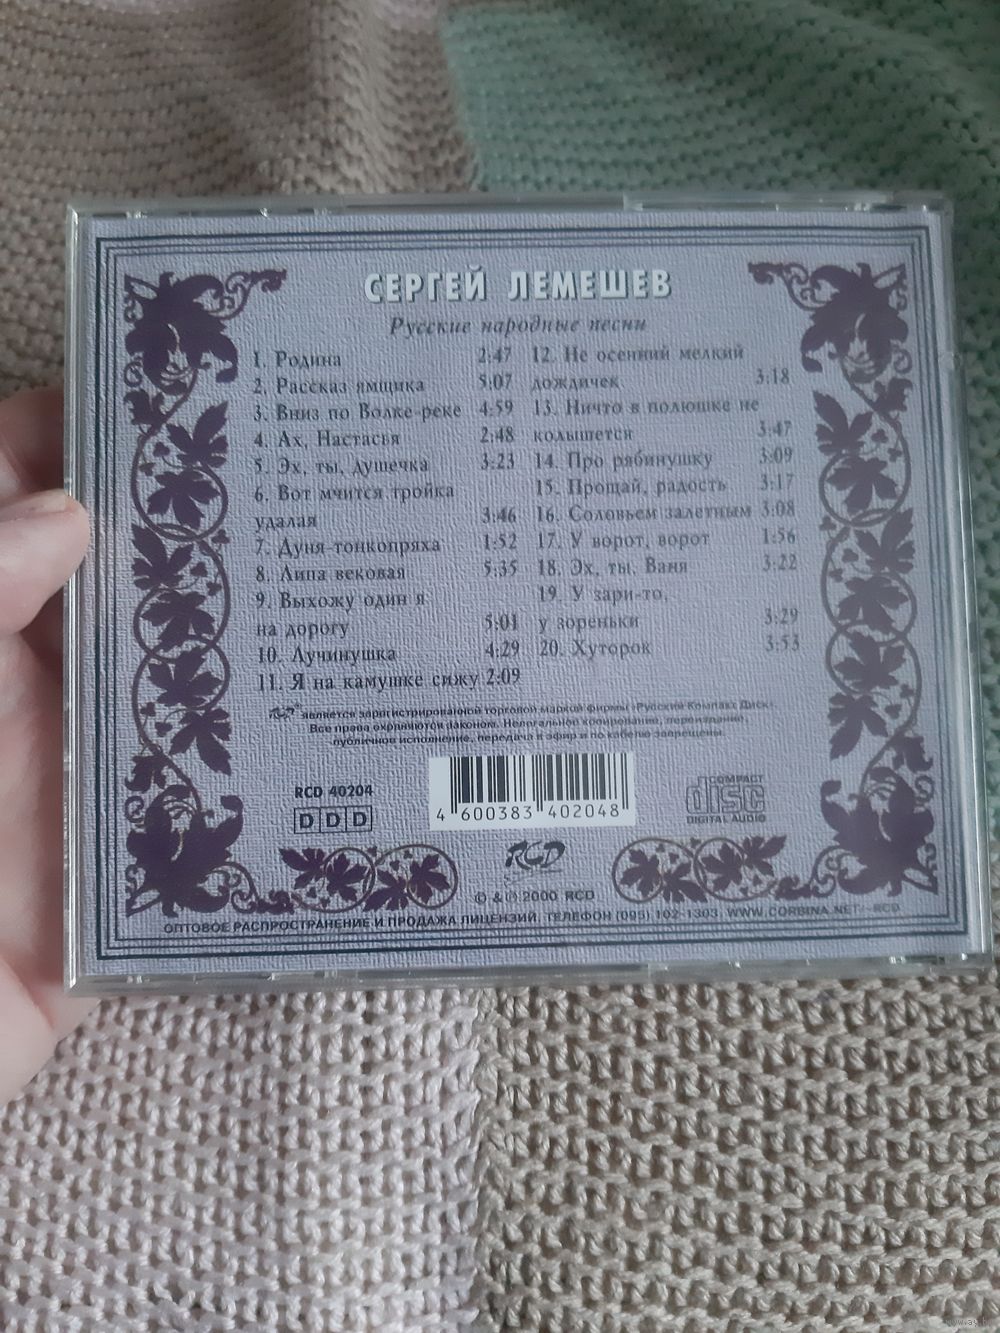 СЕРГЕЙ ЛЕМЕШЕВ
Русские народные песни
1. Родина 2:47
2. Рассказ ямщика 5:07
3. Вниз по Волке-реке 4:59
4. Ах, Настасья 2:48
5. Эх, ты, душечка 3:23
6. Вот мчится тройка
удалая 3:46
7. Дуня-тонкопряха 1:52
8. Липа вековая 5:35
9. Выхожу один я
на дорогу 5:01
10. Лучинушка 4:29
11. Я на камушке сижу 2:09
12. Не осенний мелкий
дождичек 3:18
13. Ничто в полюшке не
колышется 3:47
14. Про рябинушку 3:09
15. Прощай, радость 3:17
16. Соловьем залетным 3:08
17. У ворот, ворот 1:56
18. Эх, ты, Ваня 3:22
19. У зари-то,
у зореньки 3:29
20. Хуторок 3:53
RCD® является зарегистрированной торговой маркой фирмы «Русский Компакт Диск».
Все права охраняются Законом. Нелегальное копирование, переиздание,
публичное исполнение, передача в эфир и по кабелю запрещены.
RCD 40204
DDD
4 600383 402048
COMPACT
disc
DIGITAL AUDIO
RCD
© & ℗ 2000 RCD
ОПТОВОЕ РАСПРОСТРАНЕНИЕ И ПРОДАЖА ЛИЦЕНЗИЙ. ТЕЛЕФОН (095) 102-1303. WWW.CORBINA.NET/~RCD